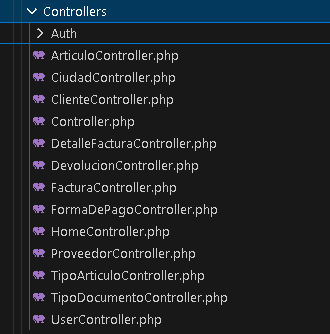 Controllers
Auth
ArticuloController.php
CiudadController.php
ClienteController.php
Controller.php
DetalleFacturaController.php
DevolucionController.php
FacturaController.php
FormaDePagoController.php
HomeController.php
ProveedorController.php
TipoArticuloController.php
TipoDocumentoController.php
UserController.php